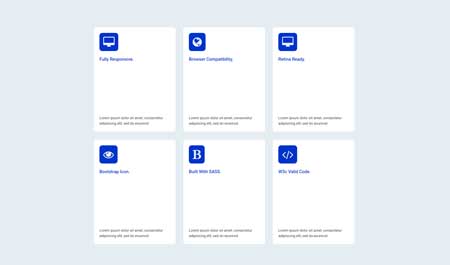 Fully Responsive.
Browser Compatibility.
Retina Ready.
Lorem ipsum dolor sit amet, consectetur
adipiscing elit, sed do eiusmod
Lorem ipsum dolor sit amet, consectetur
adipiscing elit, sed do eiusmod
Lorem ipsum dolor sit amet, consectetur
adipiscing elit, sed do eiusmod
B
Bootstrap Icon.
Built With SASS.
W3c Valid Code.
Lorem ipsum dolor sit amet, consectetur
adipiscing elit, sed do eiusmod
Lorem ipsum dolor sit amet, consectetur
adipiscing elit, sed do eiusmod
Lorem ipsum dolor sit amet, consectetur
adipiscing elit, sed do eiusmod